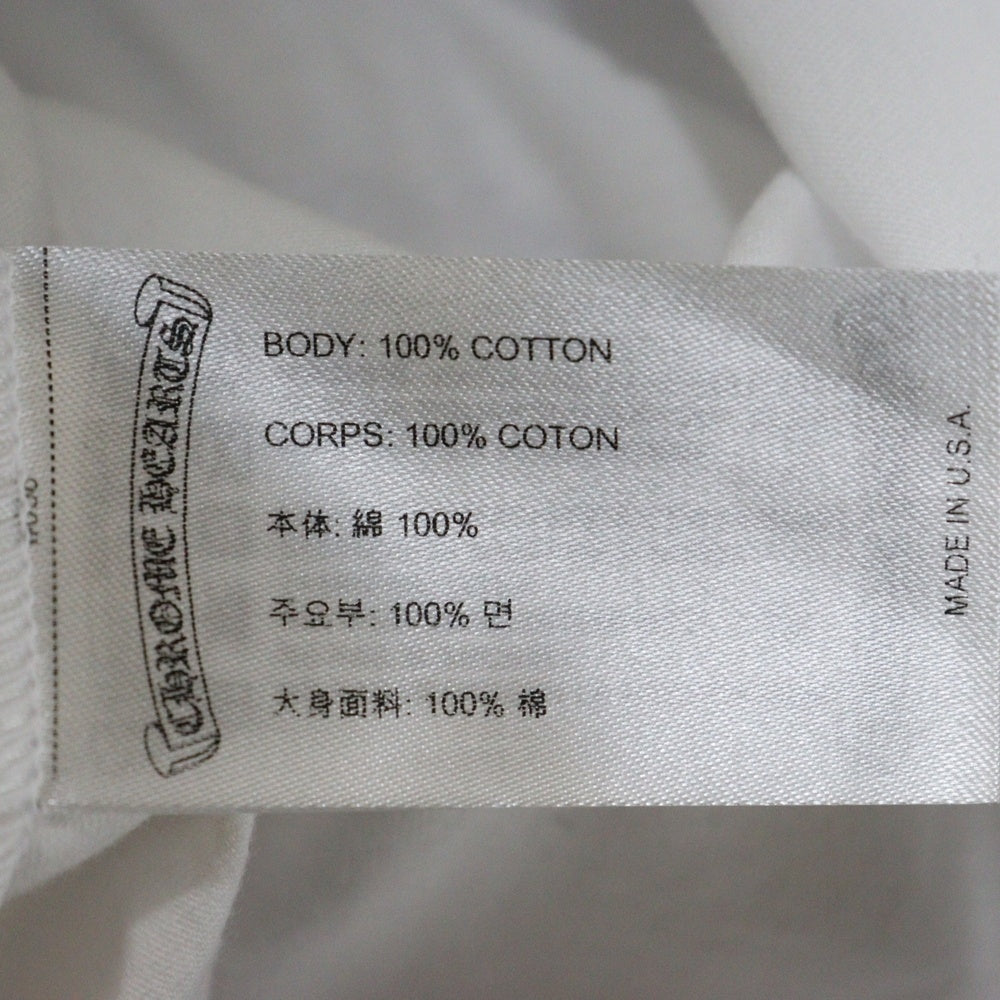 CHROME HEARTS
BODY: 100% COTTON
CORPS: 100% COTON
本体: 綿 100%
주요부: 100% 면
大身面料: 100% 棉
MADE IN U.S.A.